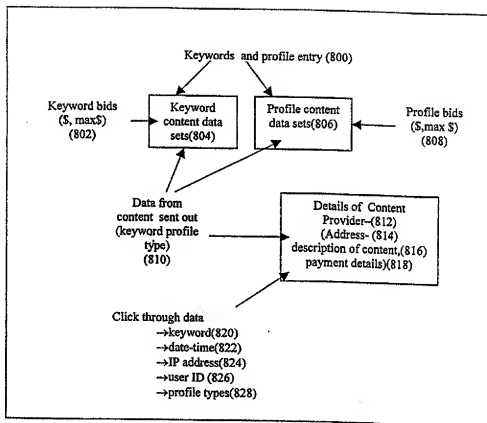 Keywords and profile entry (800)
Keyword bids
($, max$)
(802)
Keyword
content data
sets(804)
Profile content
data sets(806)
Profile bids
($,max $)
(808)
Data from
content sent out
(keyword profile
type)
(810)
Details of Content
Provider--(812)
(Address- (814)
description of content,(816)
payment details)(818)
Click through data
→keyword(820)
→date-time(822)
→IP address(824)
→user ID (826)
→profile types(828)